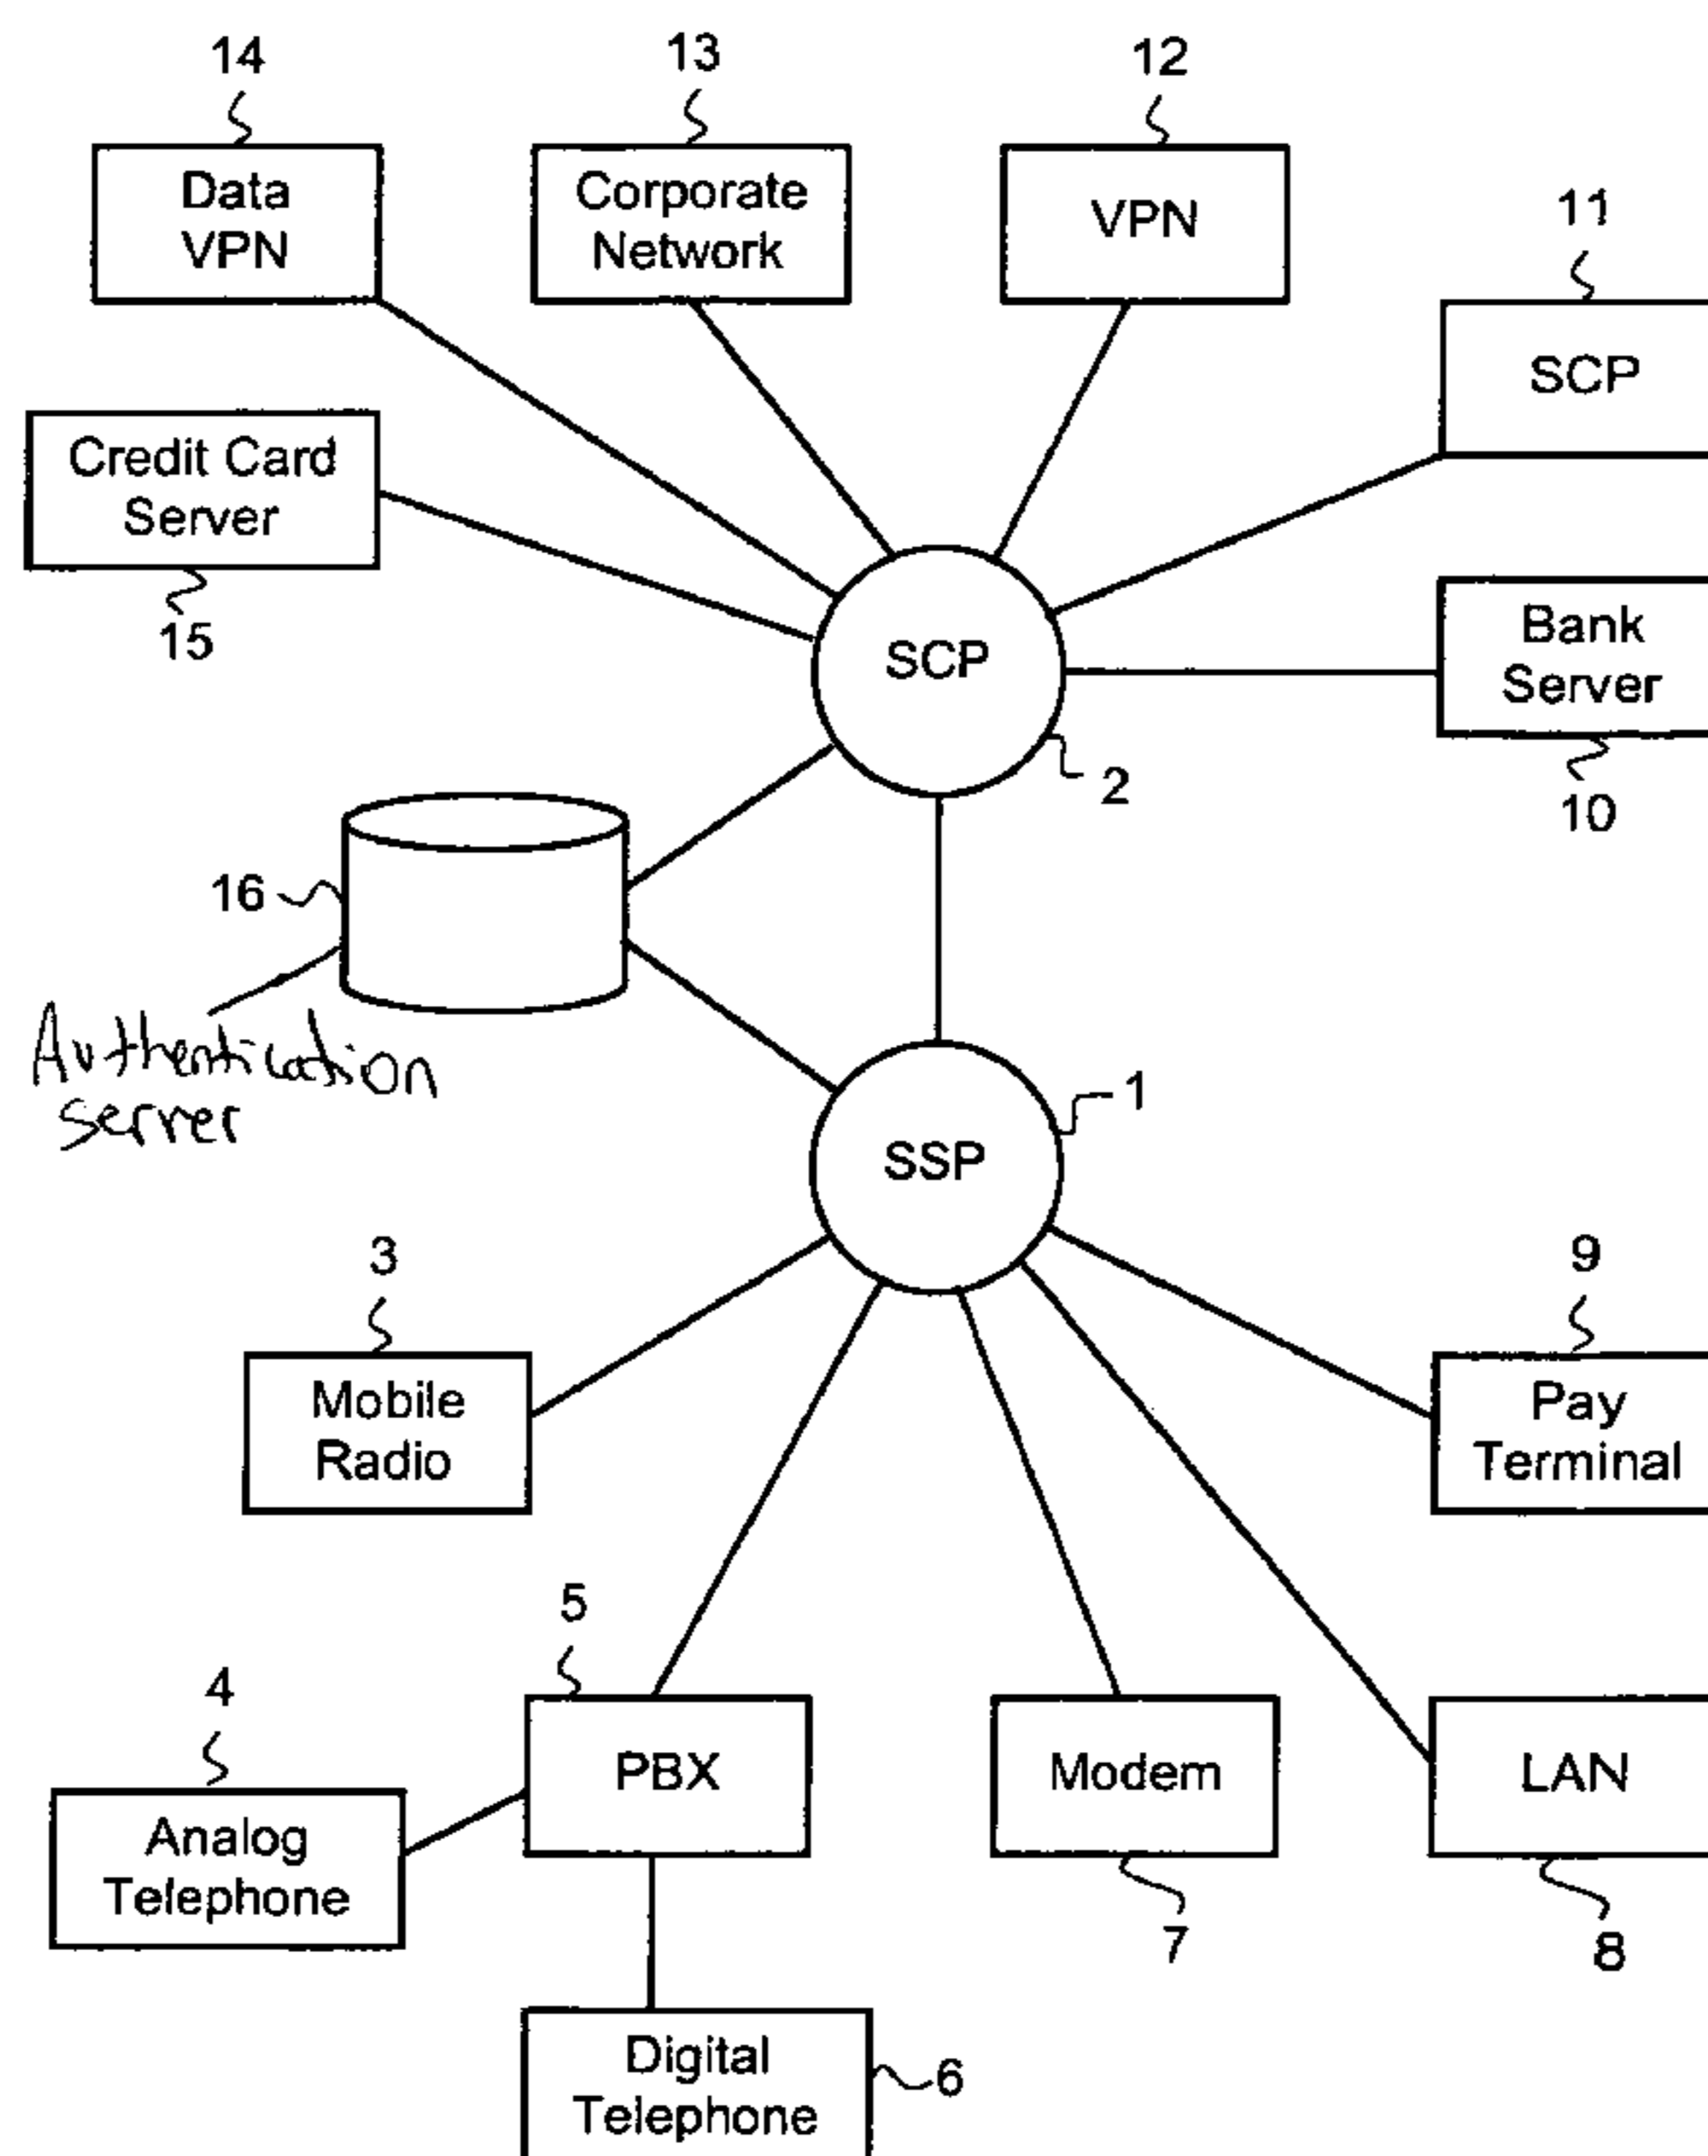 14
13
12
Data
VPN
Corporate
Network
VPN
11
SCP
Credit Card
Server
15
SCP
Bank
Server
2
10
16
Authentication
server
1
SSP
3
9
Mobile
Radio
Pay
Terminal
5
4
PBX
Modem
LAN
Analog
Telephone
7
8
Digital
Telephone
6